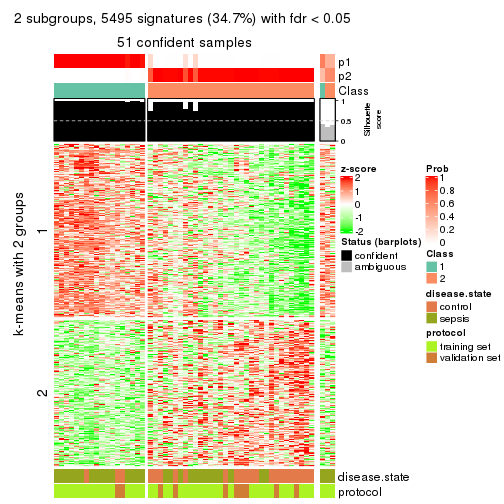 2 subgroups, 5495 signatures (34.7%) with fdr < 0.05
51 confident samples
p1
p2
Class
1
0.5
0
Silhouette
score
k-means with 2 groups
1
2
disease.state
protocol
z-score
2
1
0
-1
-2
Status (barplots)
confident
ambiguous
Prob
1
0.8
0.6
0.4
0.2
0
Class
1
2
disease.state
control
sepsis
protocol
training set
validation set